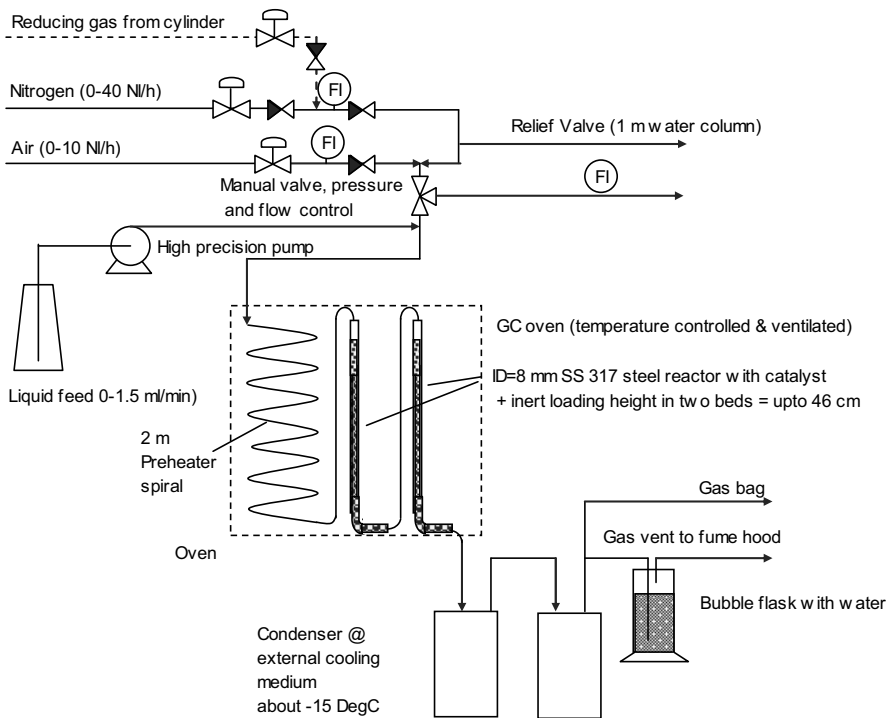 Reducing gas from cylinder
FI
Nitrogen (0-40 Nl/h)
Relief Valve (1 m water column)
Air (0-10 Nl/h)
FI
Manual valve, pressure
and flow control
FI
High precision pump
GC oven (temperature controlled & ventilated)
Liquid feed 0-1.5 ml/min)
ID=8 mm SS 317 steel reactor with catalyst
+ inert loading height in two beds = upto 46 cm
2 m
Preheater
spiral
Oven
Gas bag
Gas vent to fume hood
Bubble flask with water
Condenser @
external cooling
medium
about -15 DegC